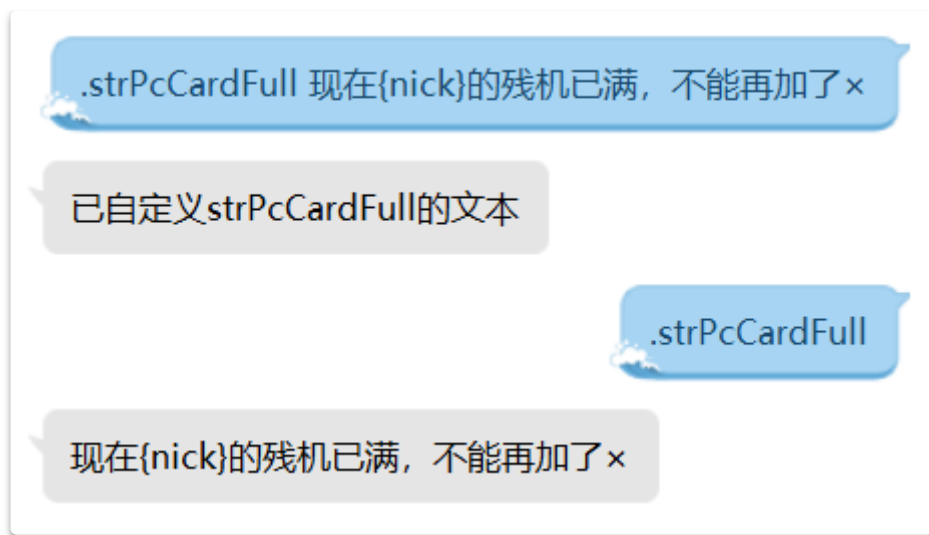 .strPcCardFull 现在{nick}的残机已满，不能再加了×
已自定义strPcCardFull的文本
.strPcCardFull
现在{nick}的残机已满，不能再加了×